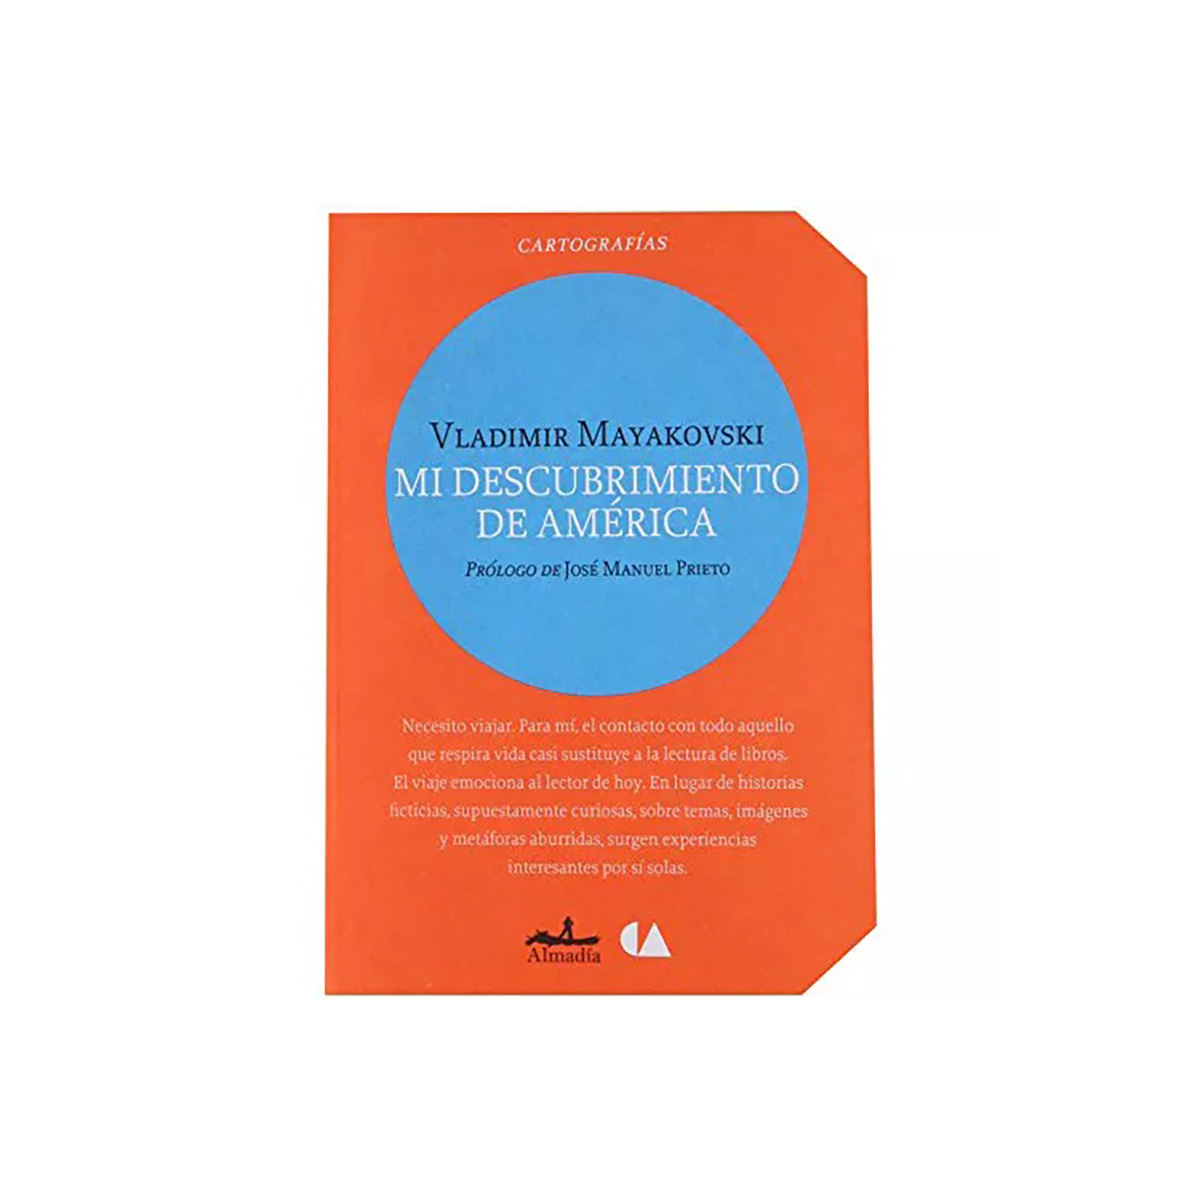 CARTOGRAFÍAS
VLADIMIR MAYAKOVSKI
MI DESCUBRIMIENTO
DE AMÉRICA
PRÓLOGO DE JOSÉ MANUEL PRIETO
Necesito viajar. Para mí, el contacto con todo aquello
que respira vida casi sustituye a la lectura de libros.
El viaje emociona al lector de hoy. En lugar de historias
ficticias, supuestamente curiosas, sobre temas, imágenes
y metáforas aburridas, surgen experiencias
interesantes por sí solas.
Almadía CA